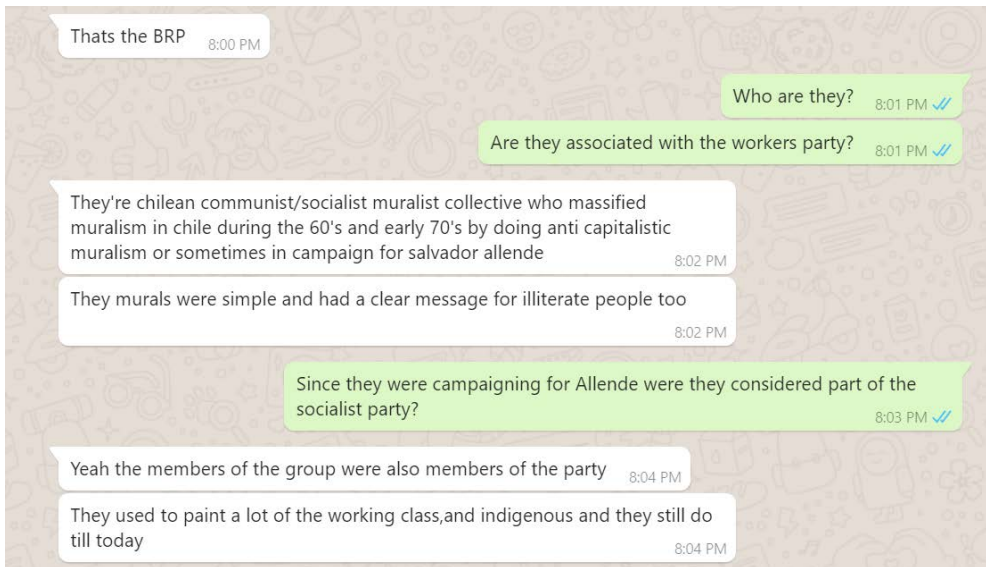 Thats the BRP 8:00 PM
Who are they? 8:01 PM
Are they associated with the workers party? 8:01 PM
They're chilean communist/socialist muralist collective who massified
muralism in chile during the 60's and early 70's by doing anti capitalistic
muralism or sometimes in campaign for salvador allende
8:02 PM
They murals were simple and had a clear message for illiterate people too
8:02 PM
Since they were campaigning for Allende were they considered part of the
socialist party?
8:03 PM
Yeah the members of the group were also members of the party 8:04 PM
They used to paint a lot of the working class,and indigenous and they still do
till today
8:04 PM